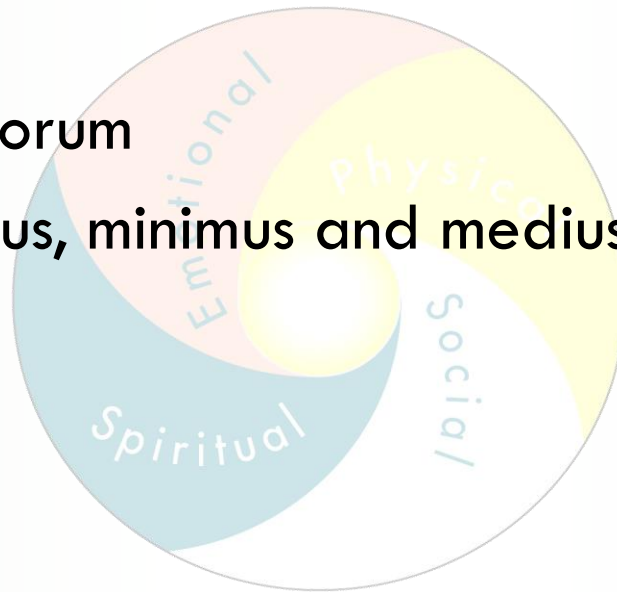 orum
us, minimus and medius
Emotional
Physical
Social
Spiritual